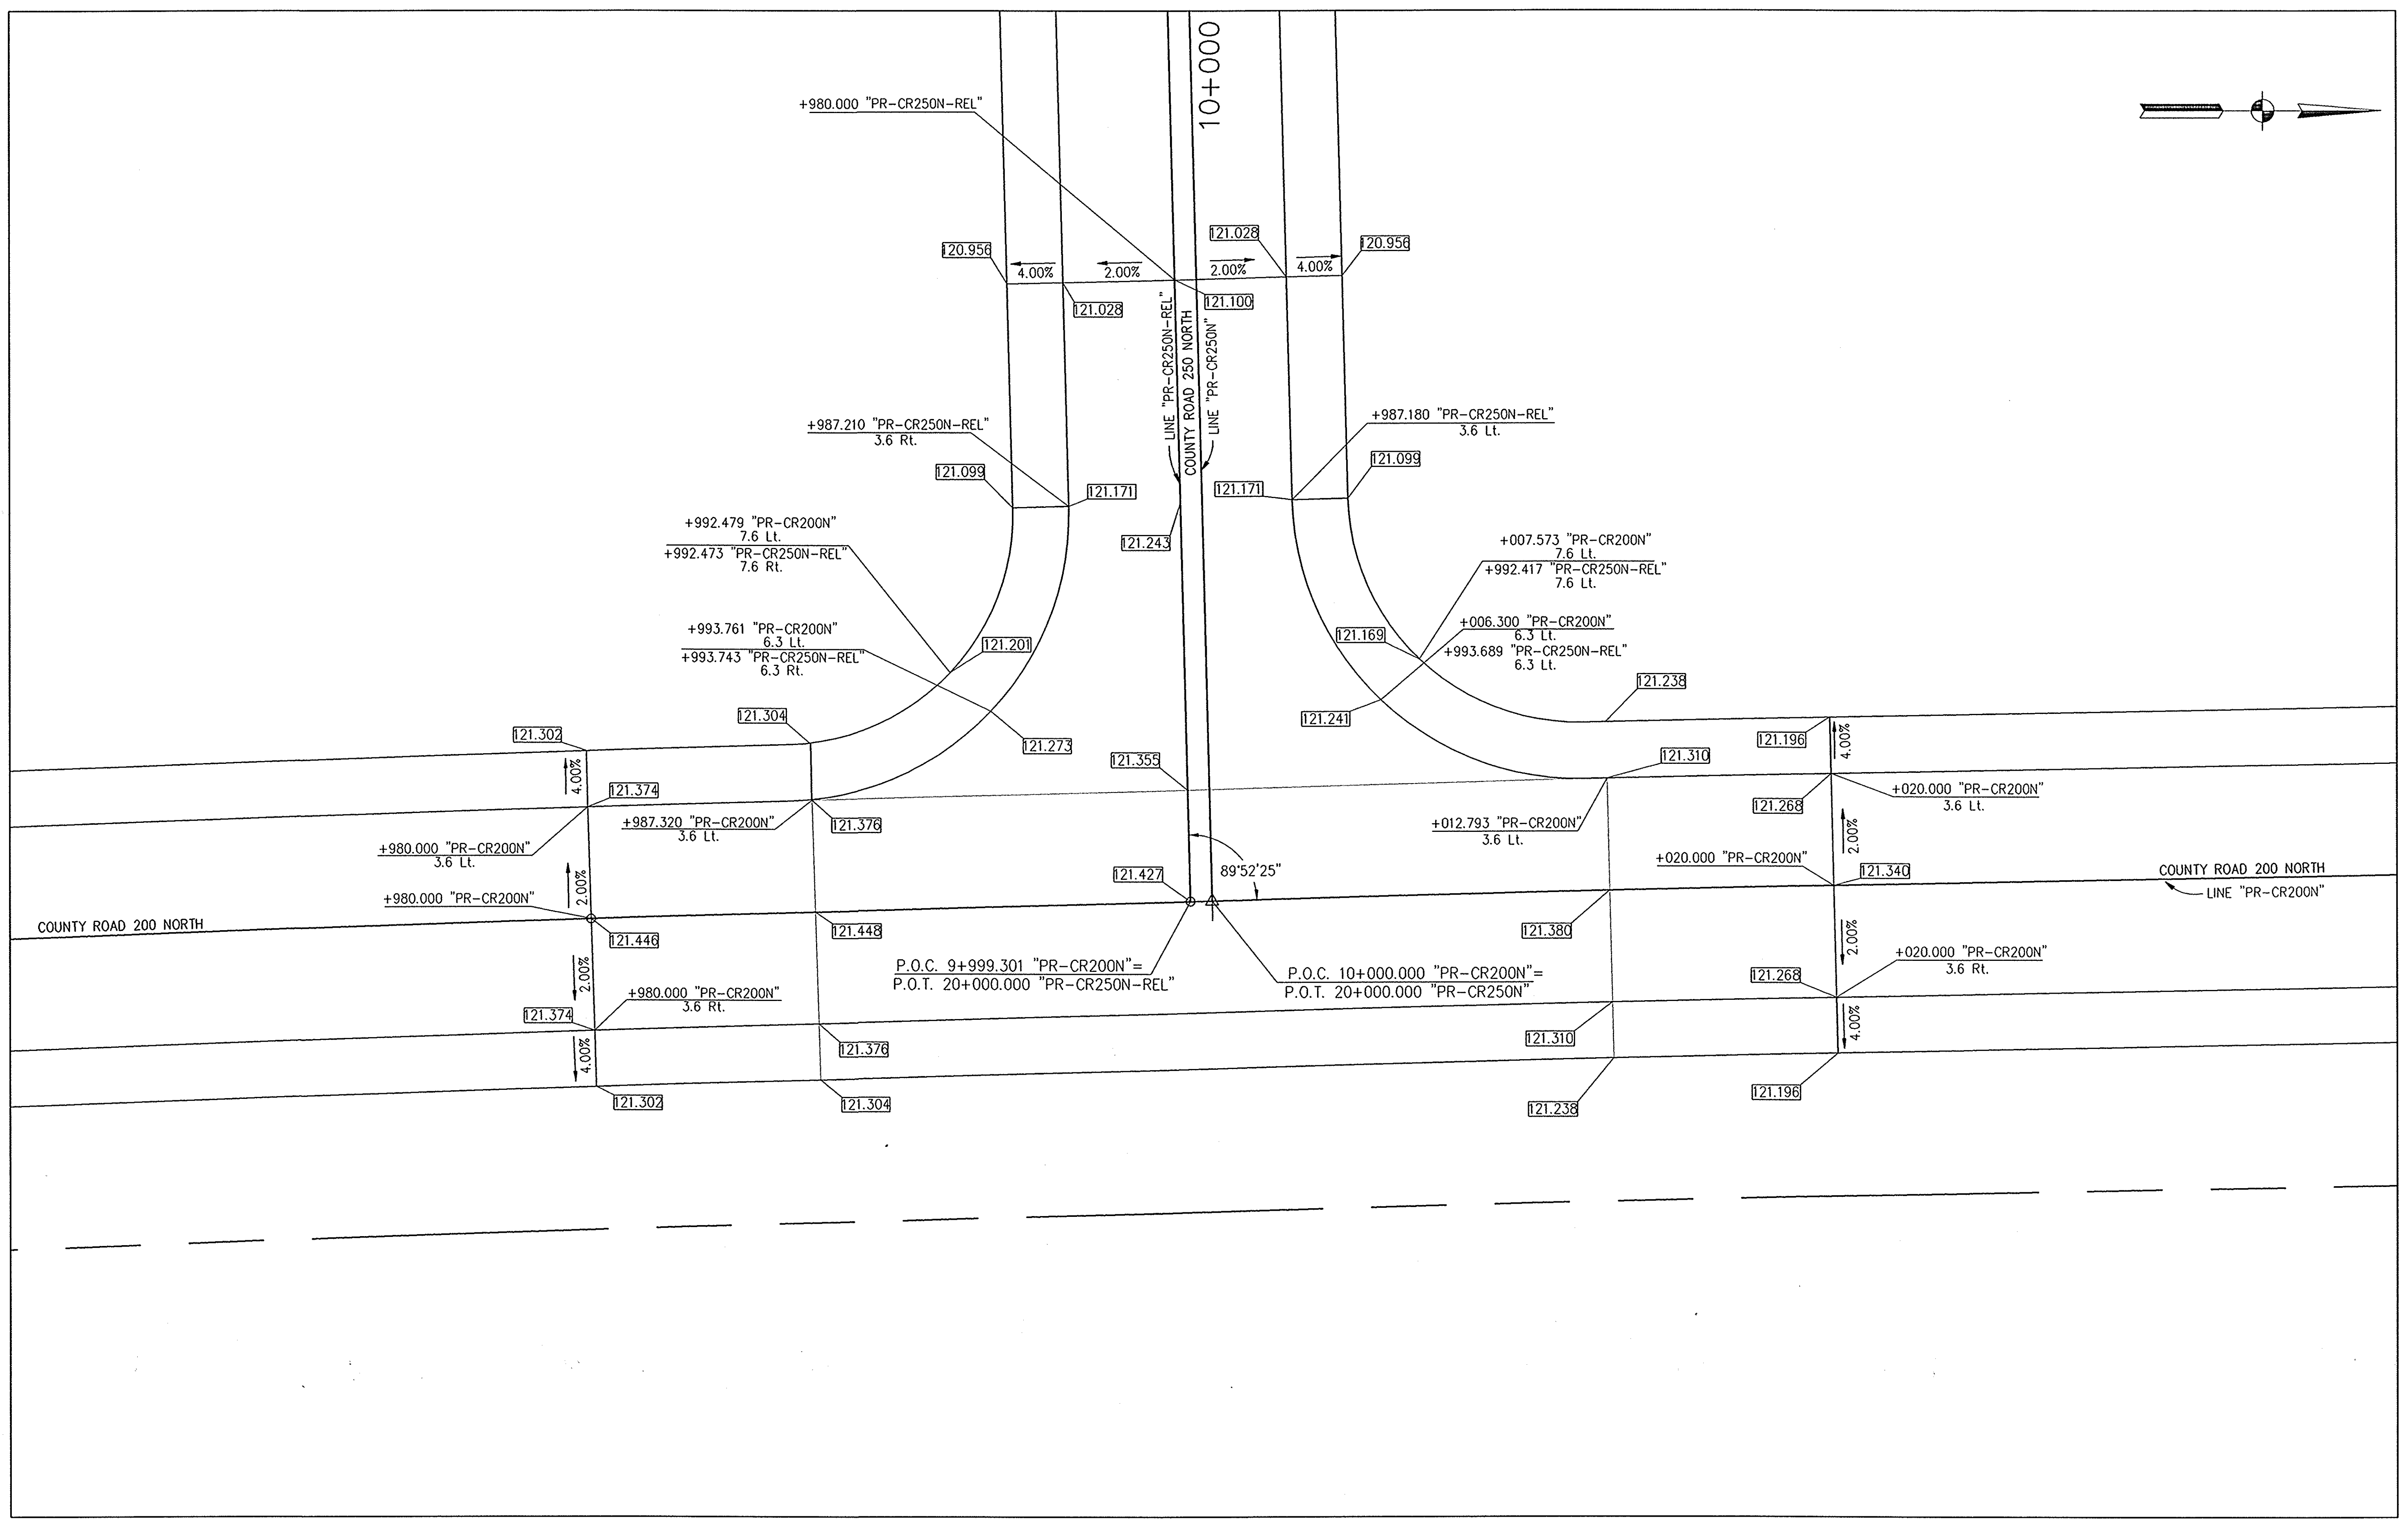 10+000
+980.000 "PR-CR250N-REL"
120.956
4.00%
2.00%
121.028
2.00%
121.028
4.00%
120.956
121.100
LINE "PR-CR250N-REL"
COUNTY ROAD 250 NORTH
LINE "PR-CR250N"
+987.210 "PR-CR250N-REL"
3.6 Rt.
121.099
121.171
+987.180 "PR-CR250N-REL"
3.6 Lt.
121.171
121.099
121.243
+992.479 "PR-CR200N"
7.6 Lt.
+992.473 "PR-CR250N-REL"
7.6 Rt.
+993.761 "PR-CR200N"
6.3 Lt.
+993.743 "PR-CR250N-REL"
6.3 Rt.
121.201
121.273
+007.573 "PR-CR200N"
7.6 Lt.
+992.417 "PR-CR250N-REL"
7.6 Lt.
121.169
+006.300 "PR-CR200N"
6.3 Lt.
+993.689 "PR-CR250N-REL"
6.3 Lt.
121.241
121.238
121.304
121.302
4.00%
121.374
+987.320 "PR-CR200N"
3.6 Lt.
121.376
+980.000 "PR-CR200N"
3.6 Lt.
121.355
121.310
121.196
4.00%
121.268
+020.000 "PR-CR200N"
3.6 Lt.
+012.793 "PR-CR200N"
3.6 Lt.
2.00%
+980.000 "PR-CR200N"
2.00%
121.427
89°52'25"
+020.000 "PR-CR200N"
121.340
COUNTY ROAD 200 NORTH
LINE "PR-CR200N"
COUNTY ROAD 200 NORTH
121.446
121.448
121.380
2.00%
P.O.C. 9+999.301 "PR-CR200N"=
P.O.T. 20+000.000 "PR-CR250N-REL"
P.O.C. 10+000.000 "PR-CR200N"=
P.O.T. 20+000.000 "PR-CR250N"
2.00%
+980.000 "PR-CR200N"
3.6 Rt.
121.374
121.268
+020.000 "PR-CR200N"
3.6 Rt.
4.00%
121.376
121.310
4.00%
121.302
121.304
121.238
121.196